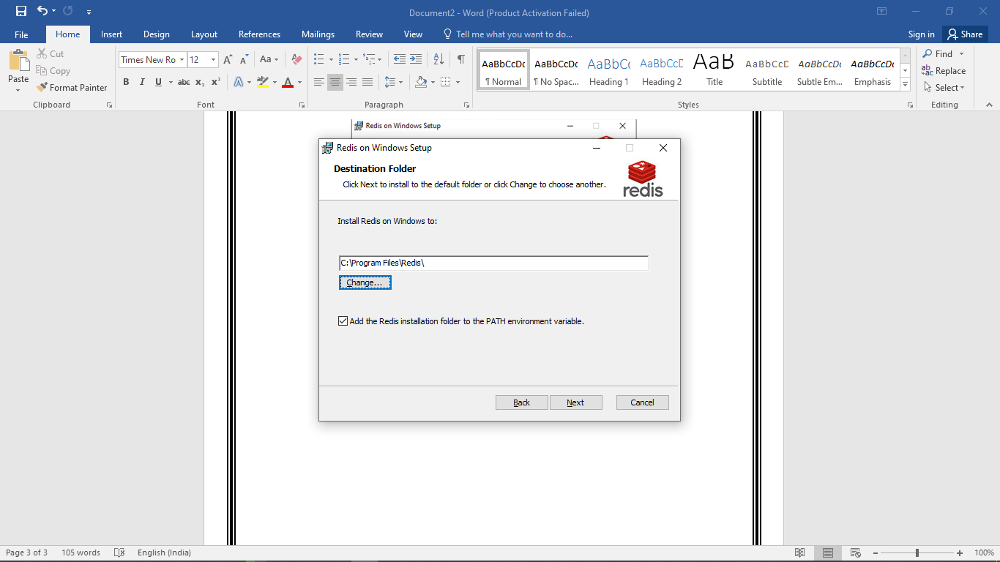 Document2 - Word (Product Activation Failed)
File Home Insert Design Layout References Mailings Review View Tell me what you want to do... Sign in Share
Paste
Cut
Copy
Format Painter
Clipboard
Times New Ro 12 Aa
B I U abc x₂ x² A aby A
Font
Paragraph
AaBbCcDc AaBbCcDc AaBbCc AaBbCcD AaB AaBbCcD AaBbCcDc AaBbCcDc
¶ Normal ¶ No Spac... Heading 1 Heading 2 Title Subtitle Subtle Em... Emphasis
Styles
Find
Replace
Select
Editing
Redis on Windows Setup
Redis on Windows Setup
Destination Folder
Click Next to install to the default folder or click Change to choose another.
redis
Install Redis on Windows to:
C:\Program Files\Redis\
Change...
Add the Redis installation folder to the PATH environment variable.
Back Next Cancel
Page 3 of 3 105 words English (India) 100%